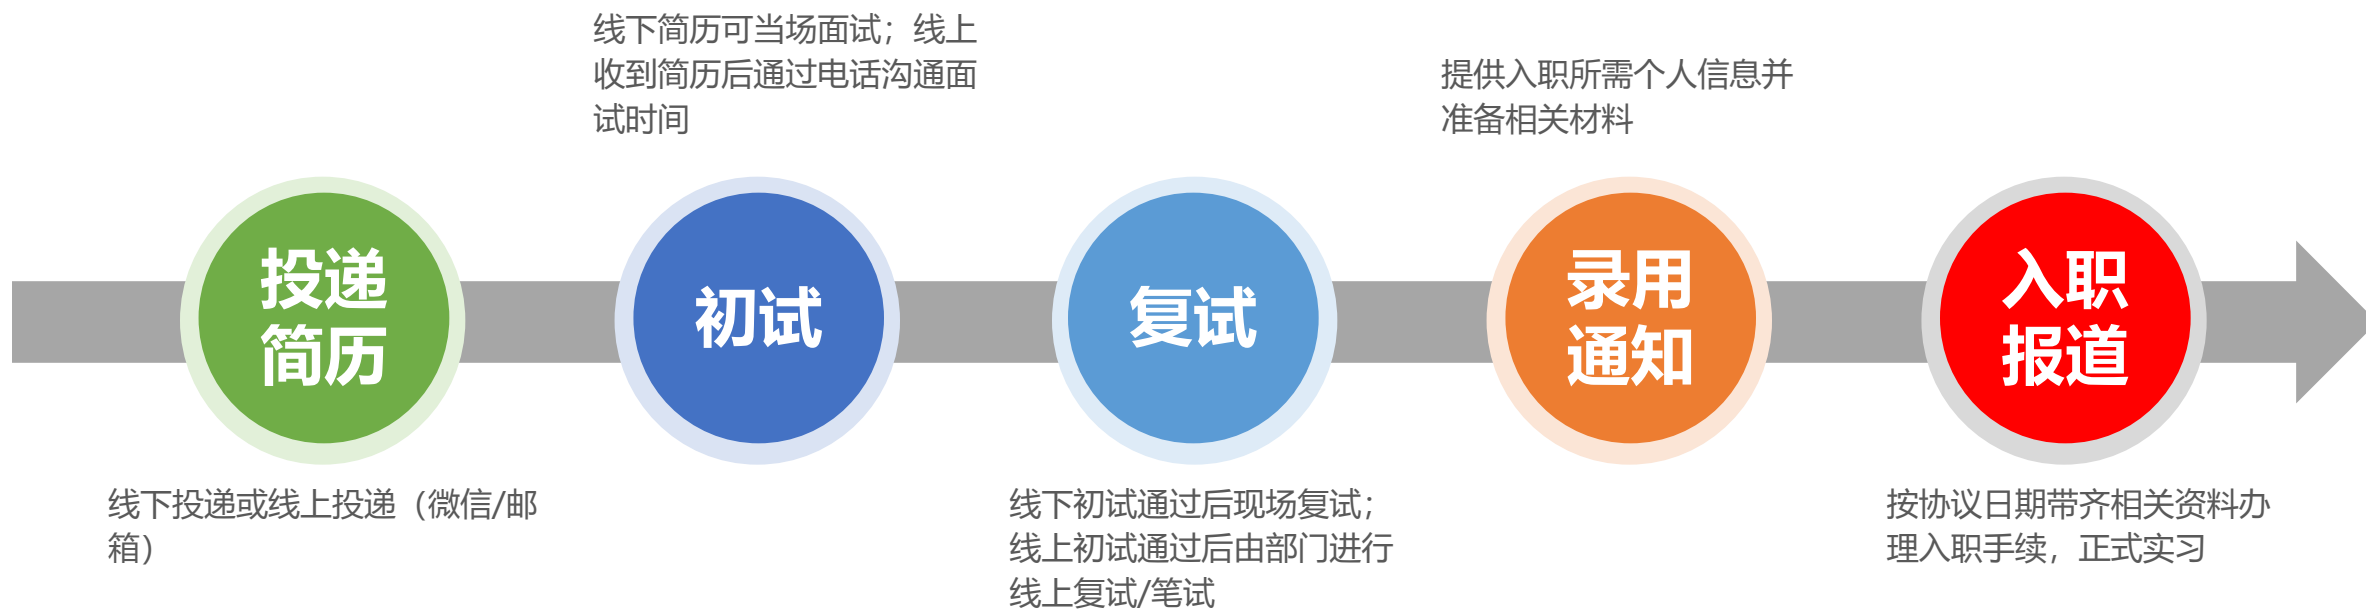 线下简历可当场面试；线上
收到简历后通过电话沟通面
试时间
提供入职所需个人信息并
准备相关材料
投递
简历
初试
复试
录用
通知
入职
报道
线下投递或线上投递（微信/邮
箱）
线下初试通过后现场复试；
线上初试通过后由部门进行
线上复试/笔试
按协议日期带齐相关资料办
理入职手续，正式实习